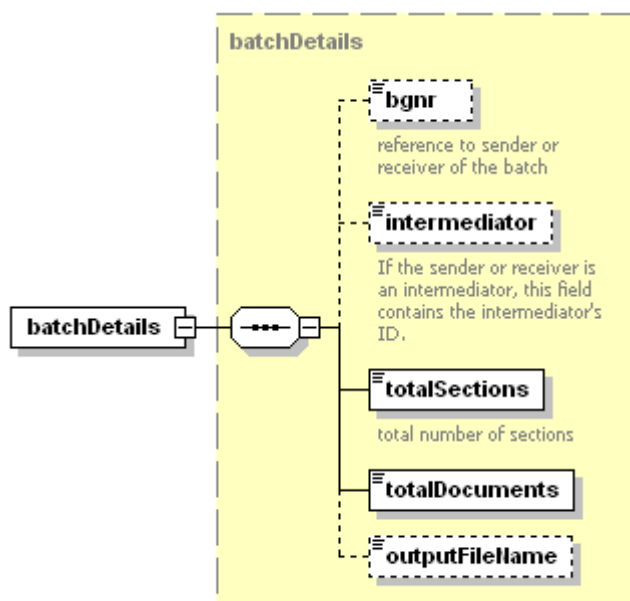 batchDetails
bgnr
reference to sender or
receiver of the batch
intermediator
If the sender or receiver is
an intermediator, this field
contains the intermediator's
ID.
batchDetails
totalSections
total number of sections
totalDocuments
outputFileName